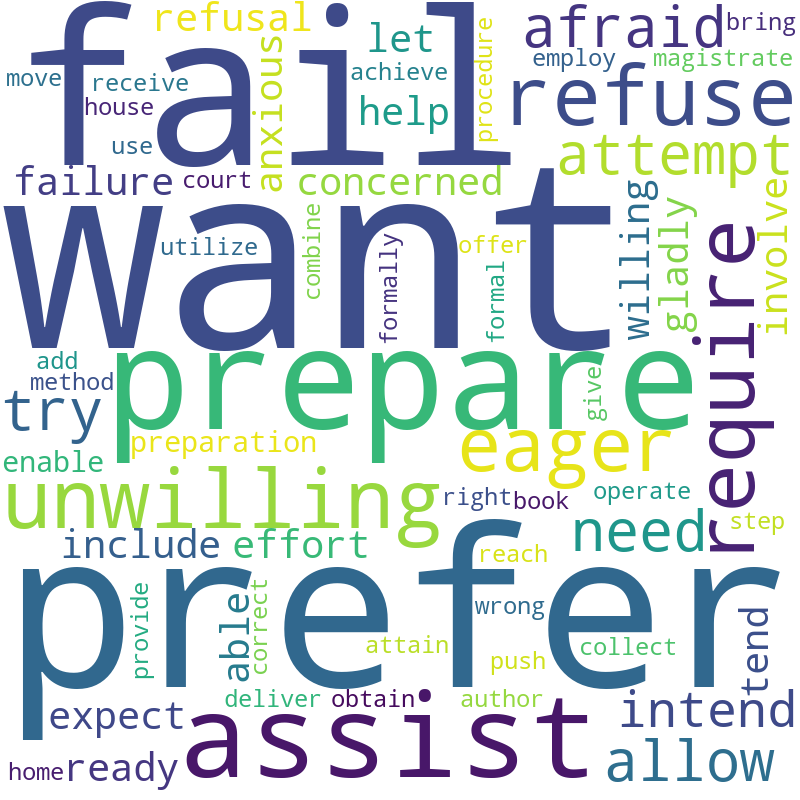 fail
refusal
let
afraid
bring
move
receive
achieve
procedure
employ
magistrate
house
anxious
help
refuse
use
attempt
failure
court
concerned
want
utilize
combine
formally
offer
formal
willing
gladly
involve
require
add
method
prepare
give
try
preparation
eager
enable
unwilling
right
book
operate
step
include
effort
need
prefer
reach
provide
able
correct
wrong
tend
attain
push
collect
deliver
obtain
author
expect
assist
intend
home
ready
allow